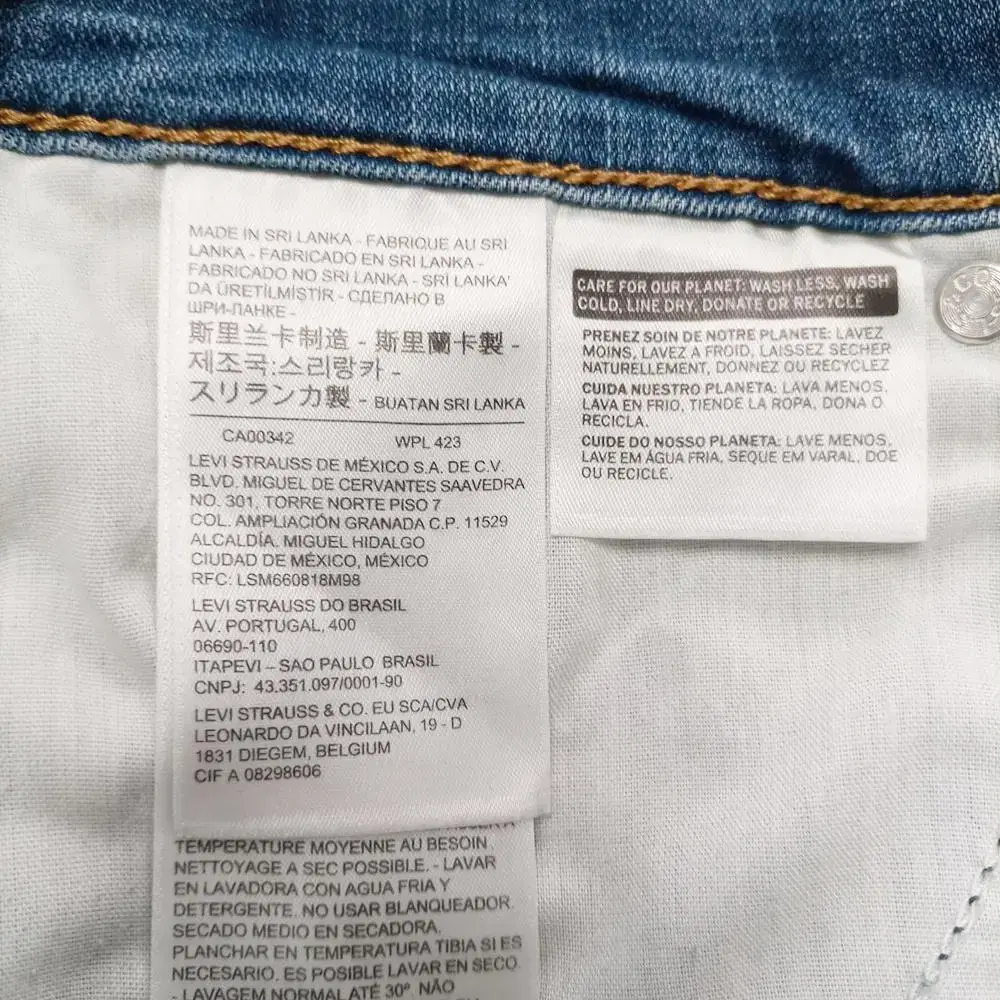 MADE IN SRI LANKA - FABRIQUE AU SRI
LANKA - FABRICADO EN SRI LANKA -
FABRICADO NO SRI LANKA - SRİ LANKA'
DA ÜRETİLMİŞTİR - СДЕЛАНО В
ШРИ-ЛАНКЕ -
斯里兰卡制造 - 斯里蘭卡製 -
제조국:스리랑카 -
スリランカ製 - BUATAN SRI LANKA
CA00342 WPL 423
LEVI STRAUSS DE MÉXICO S.A. DE C.V.
BLVD. MIGUEL DE CERVANTES SAAVEDRA
NO. 301, TORRE NORTE PISO 7
COL. AMPLIACIÓN GRANADA C.P. 11529
ALCALDÍA. MIGUEL HIDALGO
CIUDAD DE MÉXICO, MÉXICO
RFC: LSM660818M98
LEVI STRAUSS DO BRASIL
AV. PORTUGAL, 400
06690-110
ITAPEVI – SAO PAULO BRASIL
CNPJ: 43.351.097/0001-90
LEVI STRAUSS & CO. EU SCA/CVA
LEONARDO DA VINCILAAN, 19 - D
1831 DIEGEM, BELGIUM
CIF A 08298606
TEMPERATURE MOYENNE AU BESOIN.
NETTOYAGE A SEC POSSIBLE. - LAVAR
EN LAVADORA CON AGUA FRIA Y
DETERGENTE. NO USAR BLANQUEADOR.
SECADO MEDIO EN SECADORA.
PLANCHAR EN TEMPERATURA TIBIA SI ES
NECESARIO. ES POSIBLE LAVAR EN SECO.
- LAVAGEM NORMAL ATÉ 30º. NÃO
CARE FOR OUR PLANET: WASH LESS, WASH
COLD, LINE DRY, DONATE OR RECYCLE
PRENEZ SOIN DE NOTRE PLANETE: LAVEZ
MOINS, LAVEZ A FROID, LAISSEZ SECHER
NATURELLEMENT, DONNEZ OU RECYCLEZ
CUIDA NUESTRO PLANETA: LAVA MENOS,
LAVA EN FRIO, TIENDE LA ROPA, DONA O
RECICLA.
CUIDE DO NOSSO PLANETA: LAVE MENOS,
LAVE EM ÁGUA FRIA, SEQUE EM VARAL, DOE
OU RECICLE.